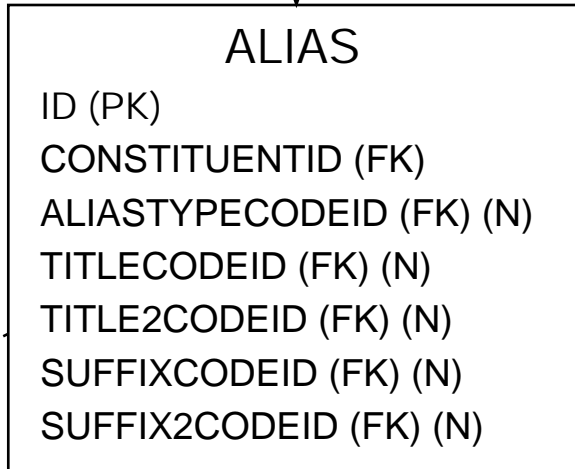 ALIAS
ID (PK)
CONSTITUENTID (FK)
ALIASTYPECODEID (FK) (N)
TITLECODEID (FK) (N)
TITLE2CODEID (FK) (N)
SUFFIXCODEID (FK) (N)
SUFFIX2CODEID (FK) (N)